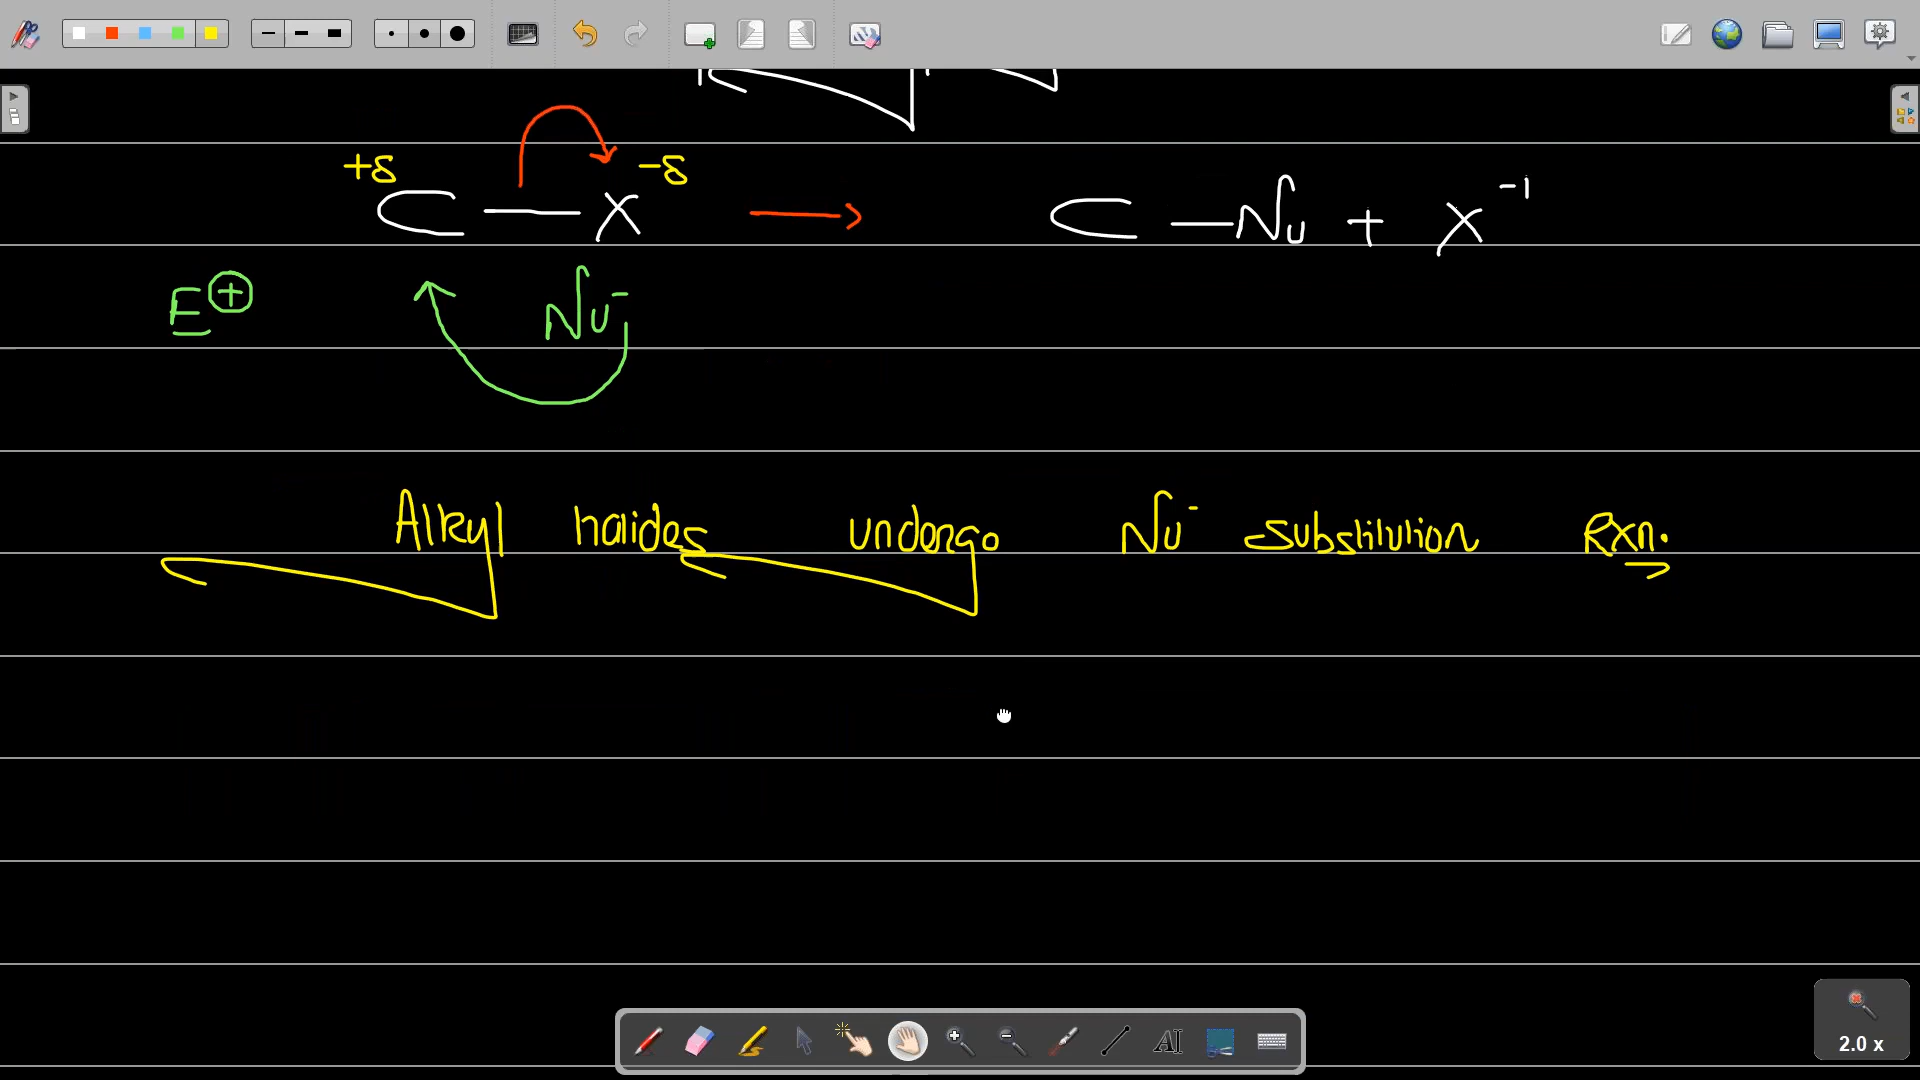 +δ C — X -δ → C — Nu + X⁻¹
E⊕ Nu⁻
Alkyl halides undergo Nu⁻ substitution Rxn.
2.0 x